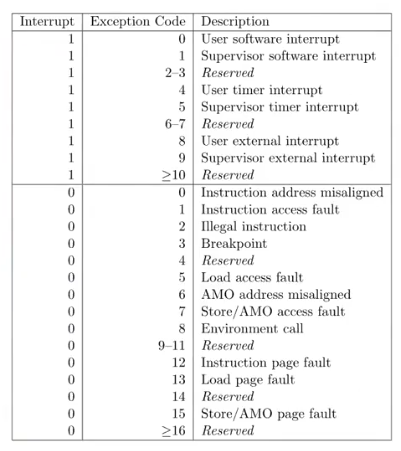 Interrupt Exception Code Description
1 0 User software interrupt
1 1 Supervisor software interrupt
1 2–3 Reserved
1 4 User timer interrupt
1 5 Supervisor timer interrupt
1 6–7 Reserved
1 8 User external interrupt
1 9 Supervisor external interrupt
1 ≥10 Reserved
0 0 Instruction address misaligned
0 1 Instruction access fault
0 2 Illegal instruction
0 3 Breakpoint
0 4 Reserved
0 5 Load access fault
0 6 AMO address misaligned
0 7 Store/AMO access fault
0 8 Environment call
0 9–11 Reserved
0 12 Instruction page fault
0 13 Load page fault
0 14 Reserved
0 15 Store/AMO page fault
0 ≥16 Reserved